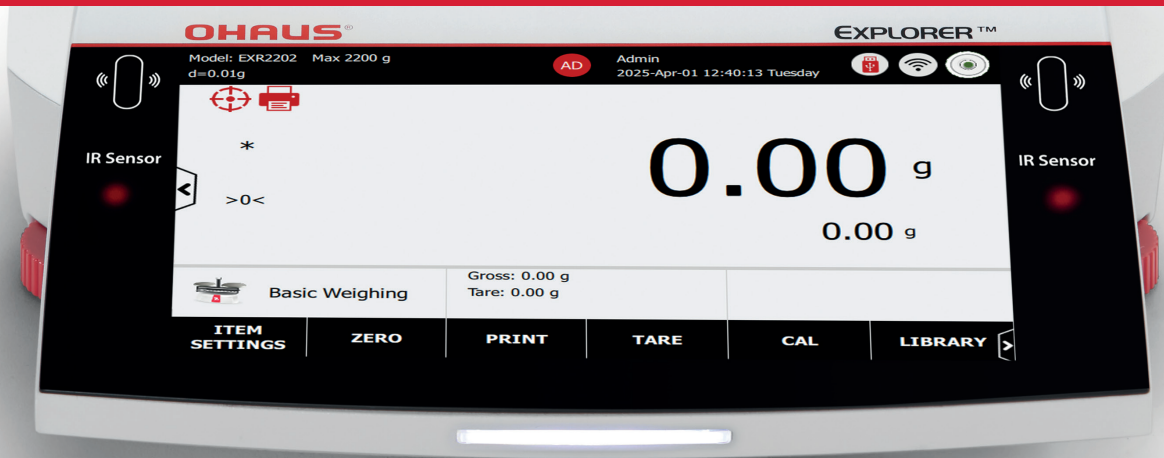 OHAUS®
EXPLORER™
Model: EXR2202 Max 2200 g
d=0.01g
AD
Admin
2025-Apr-01 12:40:13 Tuesday
IR Sensor
IR Sensor
*
0.00 g
>0<
0.00 g
Basic Weighing
Gross: 0.00 g
Tare: 0.00 g
ITEM SETTINGS
ZERO
PRINT
TARE
CAL
LIBRARY